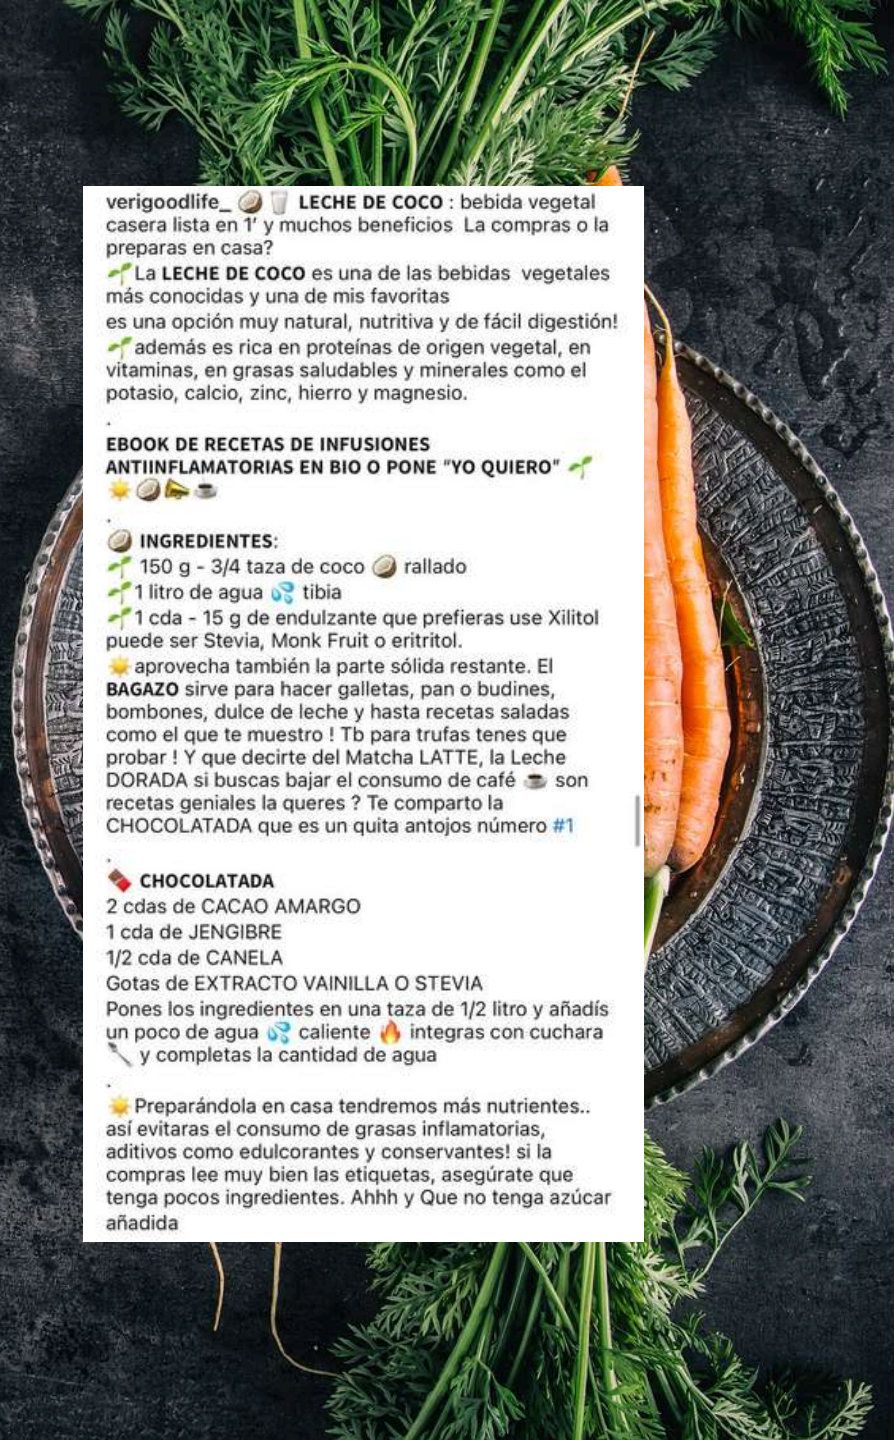 verigoodlife_ 🥥🥛 LECHE DE COCO : bebida vegetal
casera lista en 1’ y muchos beneficios  La compras o la
preparas en casa?
🌱La LECHE DE COCO es una de las bebidas  vegetales
más conocidas y una de mis favoritas
es una opción muy natural, nutritiva y de fácil digestión!
🌱además es rica en proteínas de origen vegetal, en
vitaminas, en grasas saludables y minerales como el
potasio, calcio, zinc, hierro y magnesio.
.
EBOOK DE RECETAS DE INFUSIONES
ANTIINFLAMATORIAS EN BIO O PONE “YO QUIERO” 🌱
☀️🥥📣☕
.
🥥 INGREDIENTES:
🌱 150 g - 3/4 taza de coco 🥥 rallado
🌱1 litro de agua 💦 tibia
🌱1 cda - 15 g de endulzante que prefieras use Xilitol
puede ser Stevia, Monk Fruit o eritritol.
☀️aprovecha también la parte sólida restante. El
BAGAZO sirve para hacer galletas, pan o budines,
bombones, dulce de leche y hasta recetas saladas
como el que te muestro ! Tb para trufas tenes que
probar ! Y que decirte del Matcha LATTE, la Leche
DORADA si buscas bajar el consumo de café ☕ son
recetas geniales la queres ? Te comparto la
CHOCOLATADA que es un quita antojos número #1
.
🍫 CHOCOLATADA
2 cdas de CACAO AMARGO
1 cda de JENGIBRE
1/2 cda de CANELA
Gotas de EXTRACTO VAINILLA O STEVIA
Pones los ingredientes en una taza de 1/2 litro y añadís
un poco de agua 💦 caliente 🔥 integras con cuchara
🥄 y completas la cantidad de agua
.
☀️Preparándola en casa tendremos más nutrientes..
así evitaras el consumo de grasas inflamatorias,
aditivos como edulcorantes y conservantes! si la
compras lee muy bien las etiquetas, asegúrate que
tenga pocos ingredientes. Ahhh y Que no tenga azúcar
añadida